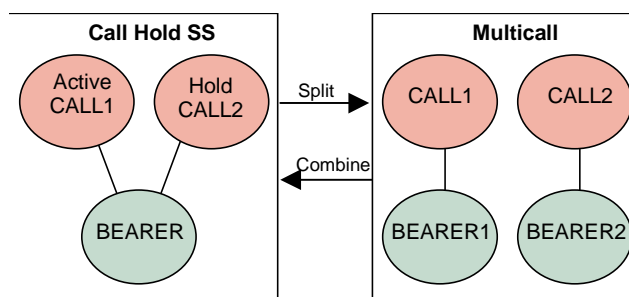 Call Hold SS
Active
CALL1
Hold
CALL2
BEARER
Split
Combine
Multicall
CALL1
CALL2
BEARER1
BEARER2